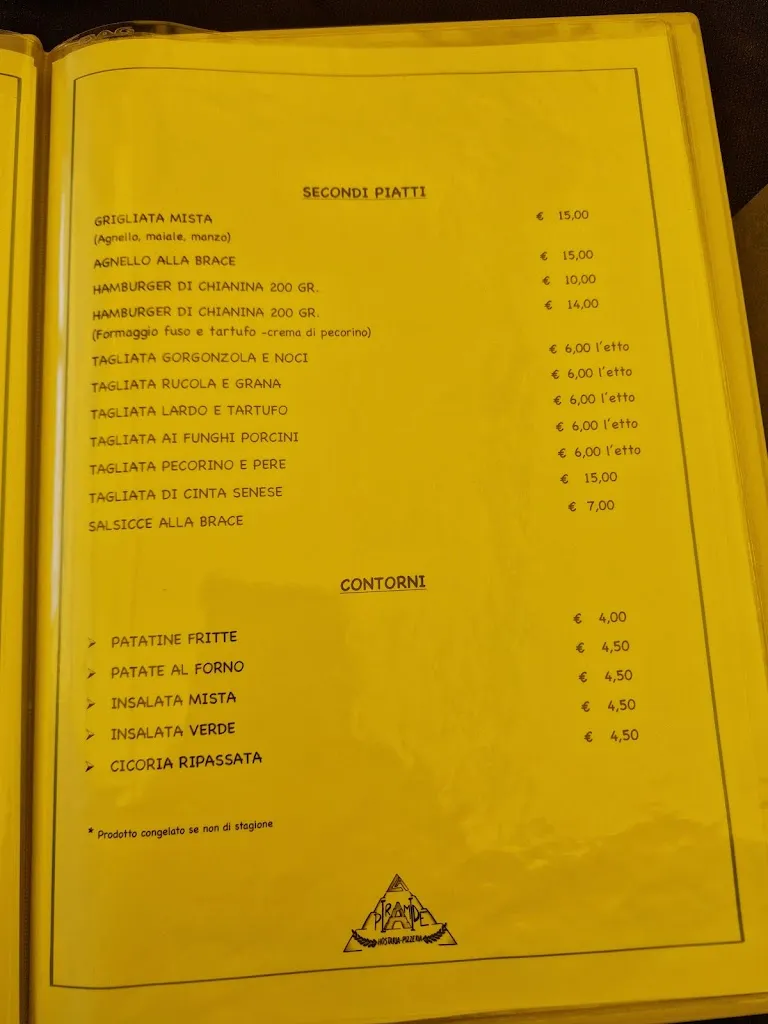 SECONDI PIATTI
GRIGLIATA MISTA € 15,00
(Agnello, maiale, manzo)
AGNELLO ALLA BRACE € 15,00
HAMBURGER DI CHIANINA 200 GR. € 10,00
HAMBURGER DI CHIANINA 200 GR. € 14,00
(Formaggio fuso e tartufo -crema di pecorino)
TAGLIATA GORGONZOLA E NOCI € 6,00 l'etto
TAGLIATA RUCOLA E GRANA € 6,00 l'etto
TAGLIATA LARDO E TARTUFO € 6,00 l'etto
TAGLIATA AI FUNGHI PORCINI € 6,00 l'etto
TAGLIATA PECORINO E PERE € 6,00 l'etto
TAGLIATA DI CINTA SENESE € 15,00
SALSICCE ALLA BRACE € 7,00
CONTORNI
➢ PATATINE FRITTE € 4,00
➢ PATATE AL FORNO € 4,50
➢ INSALATA MISTA € 4,50
➢ INSALATA VERDE € 4,50
➢ CICORIA RIPASSATA € 4,50
* Prodotto congelato se non di stagione
PIRAMIDE
HOSTARIA-PIZZERIA